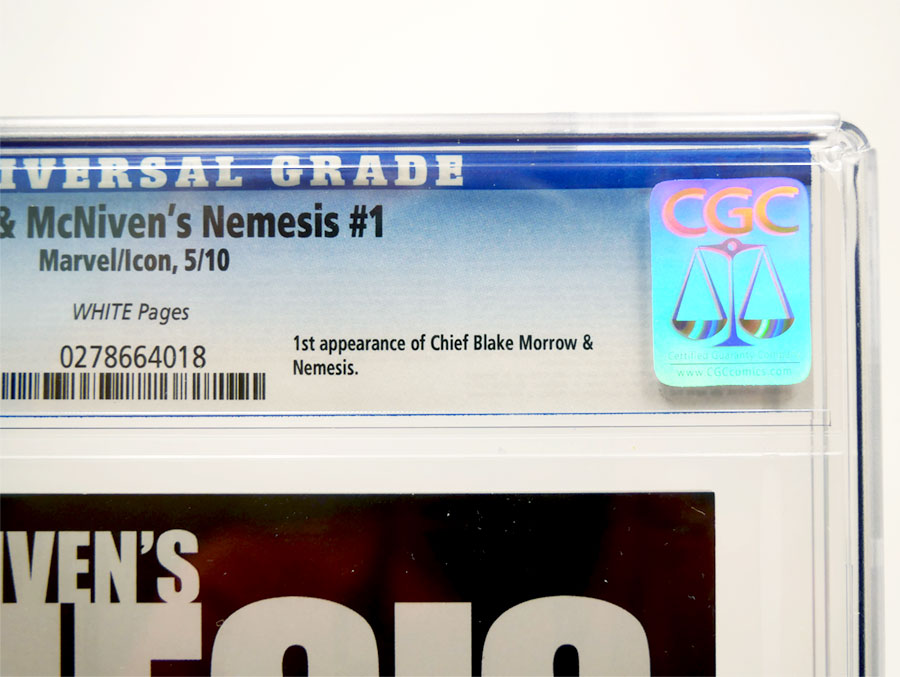 IVERSAL GRADE
& McNiven's Nemesis #1
Marvel/Icon, 5/10
WHITE Pages
0278664018
1st appearance of Chief Blake Morrow &
Nemesis.
CGC
www.CGCcomics.com
IVEN'S